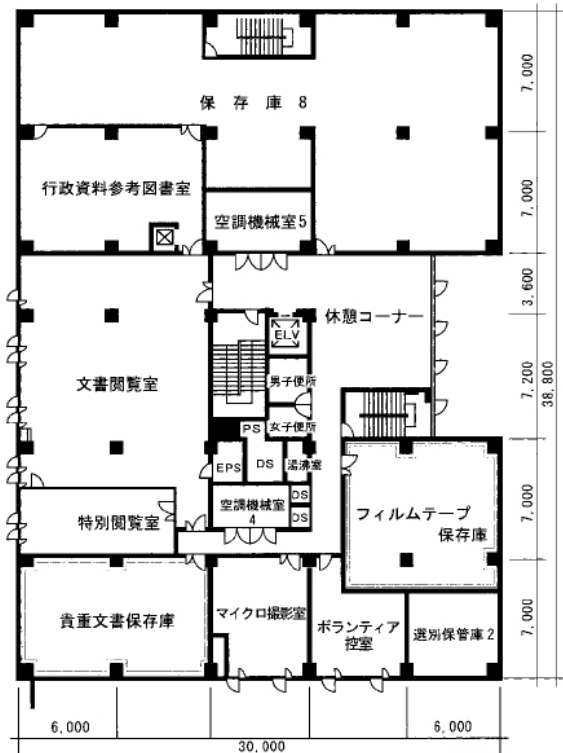 保存庫 8
7,000
行政資料参考図書室
7,000
空調機械室5
3,600
休憩コーナー
ELV
7,200
38,800
男子便所
文書閲覧室
女子便所
PS
EPS
DS
湯沸室
空調機械室
4
DS
DS
フィルムテープ
保存庫
7,000
特別閲覧室
マイクロ撮影室
貴重文書保存庫
ボランティア
控室
選別保管庫2
7,000
6,000
6,000
30,000